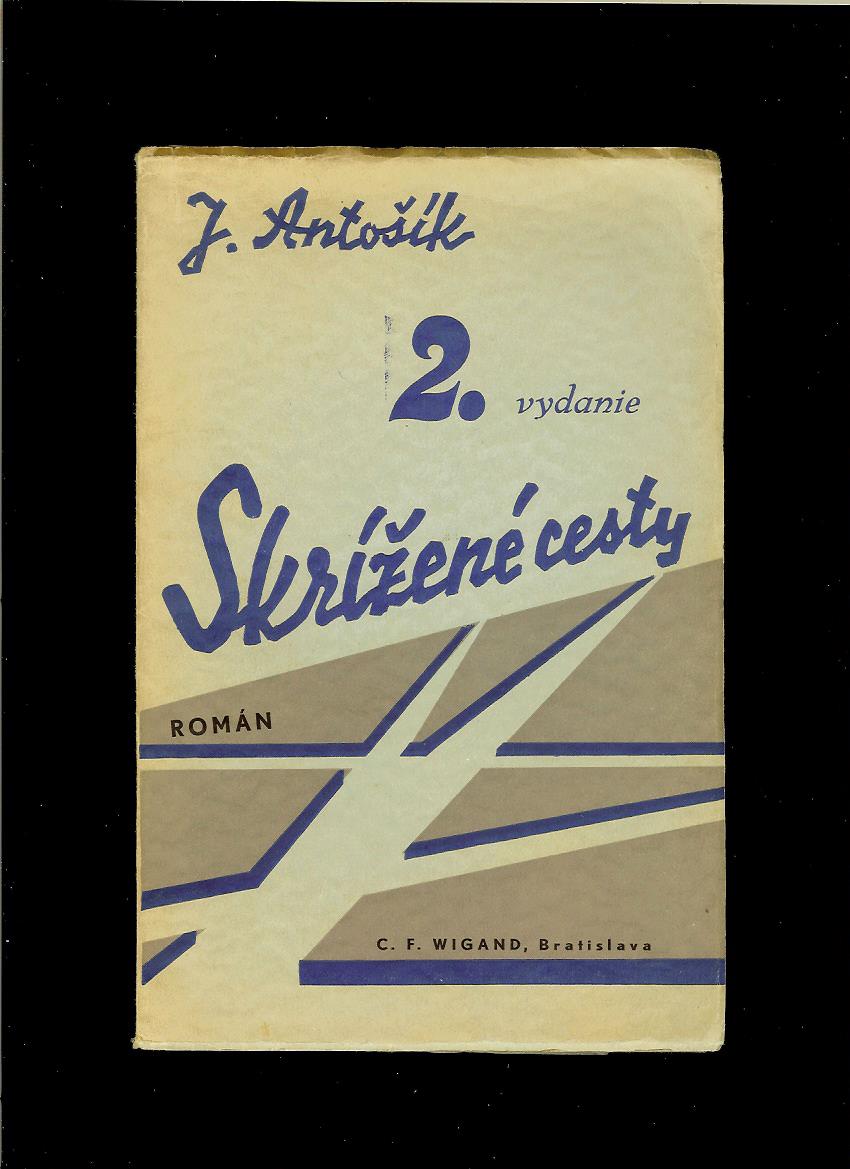 J. Antošík
2. vydanie
Skrížené cesty
ROMÁN
C. F. WIGAND, Bratislava